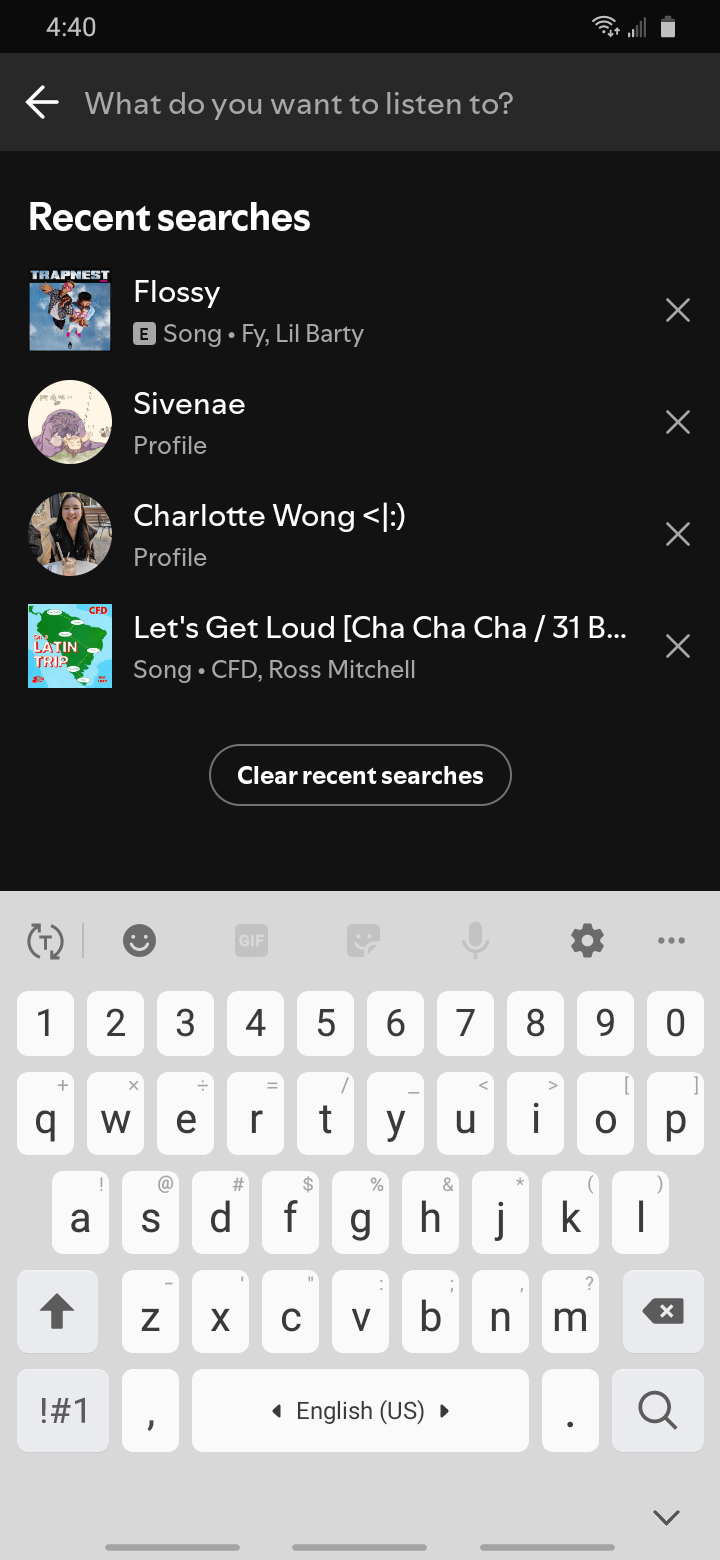 4:40
What do you want to listen to?
Recent searches
TRAPNEST
Flossy
E Song • Fy, Lil Barty
Sivenae
Profile
Charlotte Wong <|:)
Profile
CFD
LATIN
TRIP
Let's Get Loud [Cha Cha Cha / 31 B...
Song • CFD, Ross Mitchell
Clear recent searches
T GIF
1 2 3 4 5 6 7 8 9 0
+ × ÷ = / _ < > [ ]
q w e r t y u i o p
! @ # $ % & * ( )
a s d f g h j k l
- ' " : ; , ?
z x c v b n m
!#1 , English (US) .